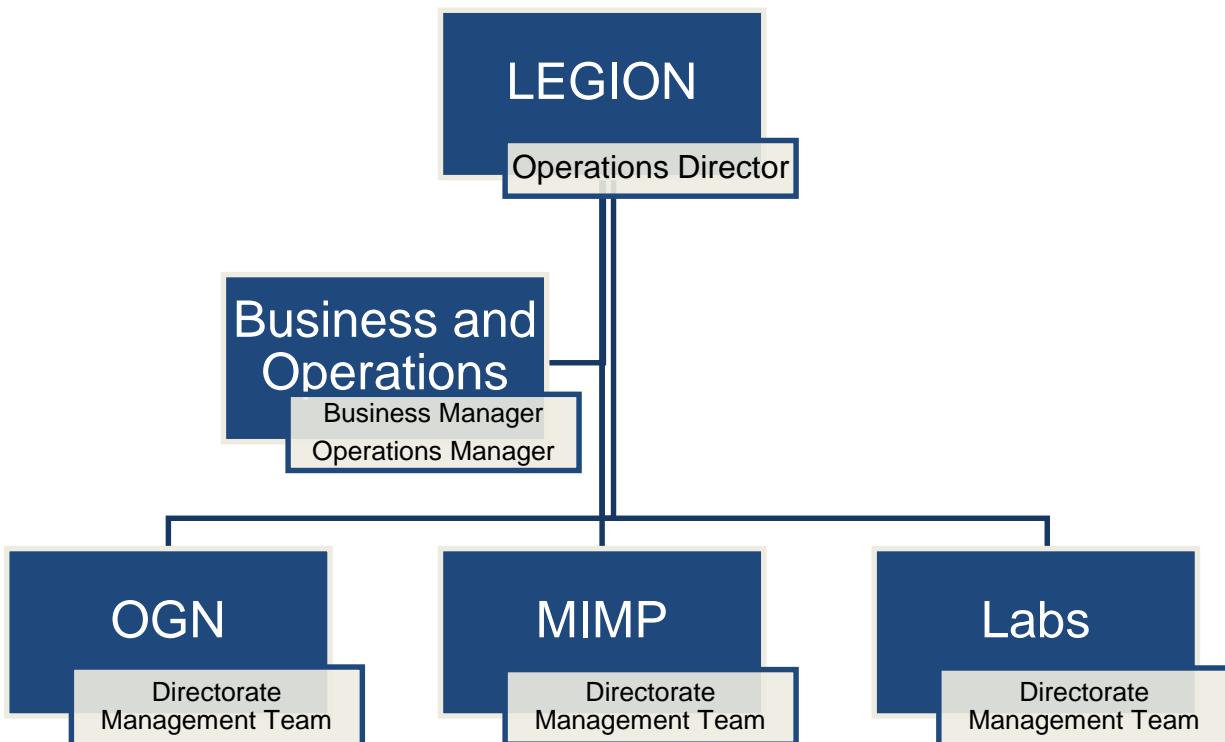 LEGION
Operations Director
Business and
Operations
Business Manager
Operations Manager
OGN
Directorate
Management Team
MIMP
Directorate
Management Team
Labs
Directorate
Management Team